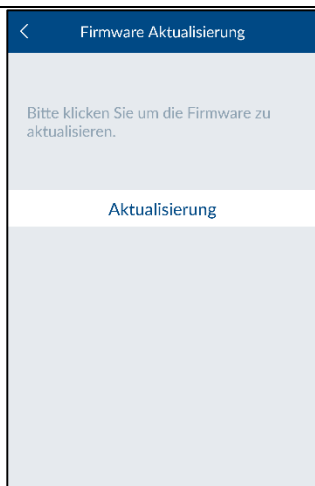 Firmware Aktualisierung
Bitte klicken Sie um die Firmware zu
aktualisieren.
Aktualisierung